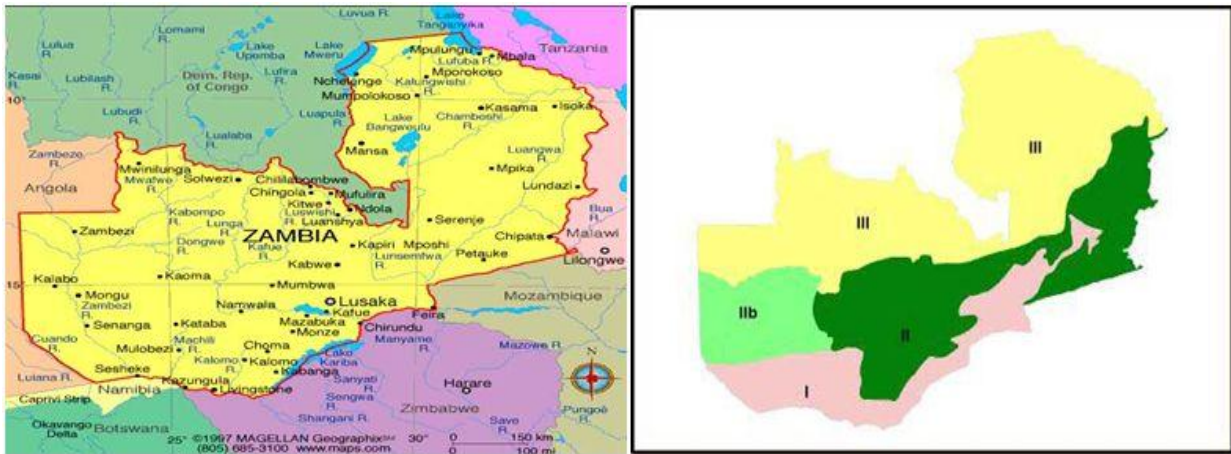 Luvua R.
Lake
Tanganyika
Lomami
R.
Lulua R.
Lake
Upemba
Lake
Mweru
Mpulungu
Mbala
Tanzania
Kasai
R.
Lubilash
R.
Lufira
R.
Dem. Rep.
of Congo
Lufuba R.
Nchelenge
Mporokoso
Kalungwishi
R.
Mumpolokoso
10°
Lubudi
R.
Luapula
R.
Kasama
Isoka
Chambeshi
R.
Lualaba
R.
Lake
Bangweulu
Zambeze
R.
Mansa
Luangwa
R.
Mwinilunga
Mwafwe
R.
Solwezi
Chililabombwe
Mpika
Lundazi
Angola
Chingola
Mufulira
Kitwe
Ndola
Luswishi
R.
Luanshya
Bua
R.
Kabompo
R.
Lunga
R.
Serenje
Zambezi
ZAMBIA
Chipata
Malawi
Dongwe
R.
Kafue
R.
Kapiri
Mposhi
Lunsemfwa
R.
Petauke
Lilongwe
Kalabo
Kaoma
Kabwe
15°
Mumbwa
Mongu
Zambezi
R.
Namwala
Lusaka
Mozambique
Kafue
Feira
Senanga
Kataba
Mazabuka
Monze
Chirundu
Cuando
R.
Machili
R.
Manyame
R.
Mazowe R.
Mulobezi
Choma
Kalomo
R.
Kalomo
Lake
Kariba
N
Sesheke
Kabanga
Luiana R.
Kazungula
Sanyati
R.
Harare
Namibia
Livingstone
Caprivi Strip
Sengwa
R.
Zimbabwe
Pungoè
R.
Shangani R.
Save
R.
Okavango
Delta
Botswana
25°
©1997 MAGELLAN Geographix℠
(805) 685-3100 www.maps.com
30°
0
150 km
0
100 mi
III
III
IIb
II
I